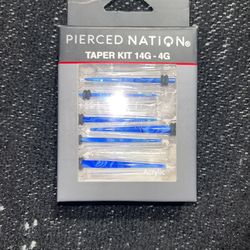 PIERCED NATION®
TAPER KIT 14G - 4G
Acrylic